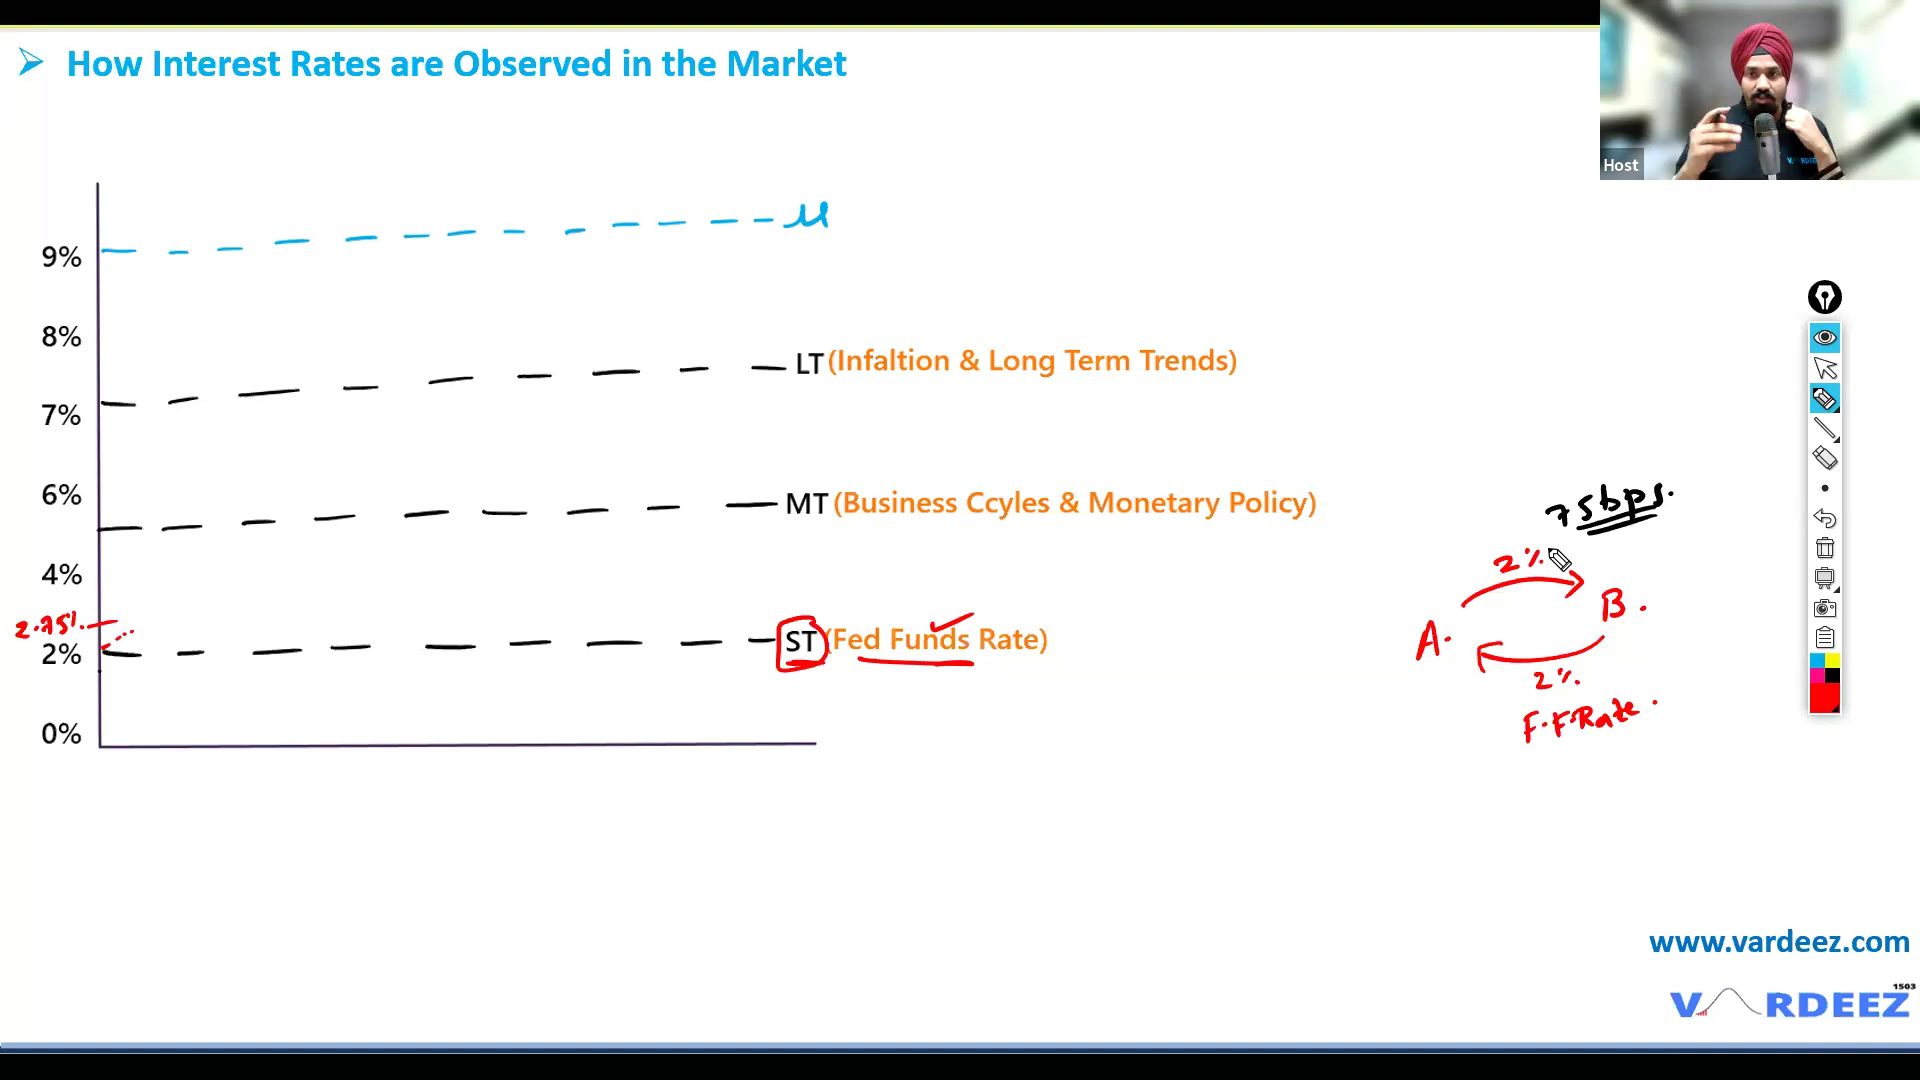 How Interest Rates are Observed in the Market
Host
9%
μ
8%
LT (Infaltion & Long Term Trends)
7%
6%
MT (Business Ccyles & Monetary Policy)
75bps.
4%
2%
B.
2.75%
ST (Fed Funds Rate)
A.
2%
2%
F.F.Rate.
0%
www.vardeez.com
1503
VARDEEZ